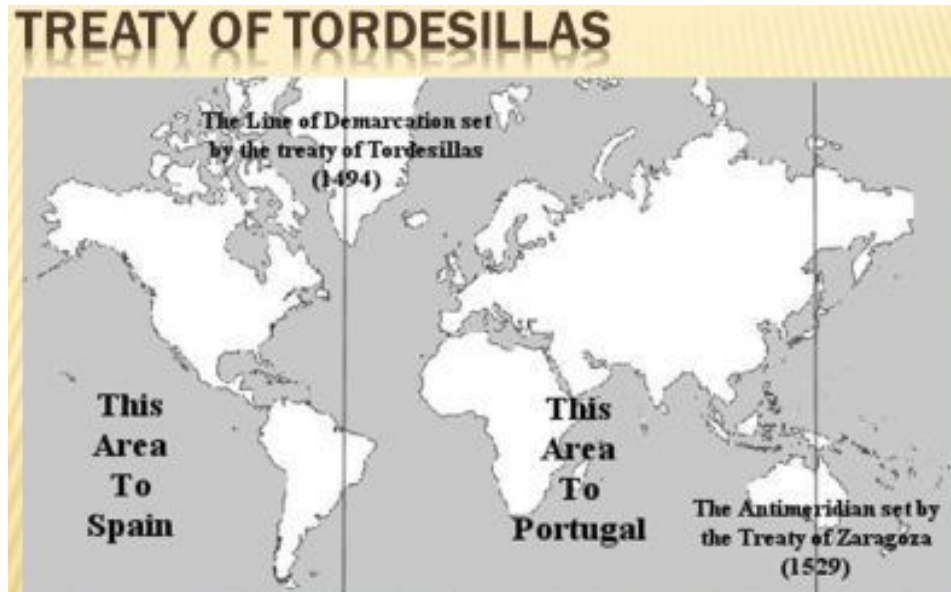 TREATY OF TORDESILLAS
The Line of Demarcation set
by the treaty of Tordesillas
(1494)
This
Area
To
Spain
This
Area
To
Portugal
The Antimeridian set by
the Treaty of Zaragoza
(1529)